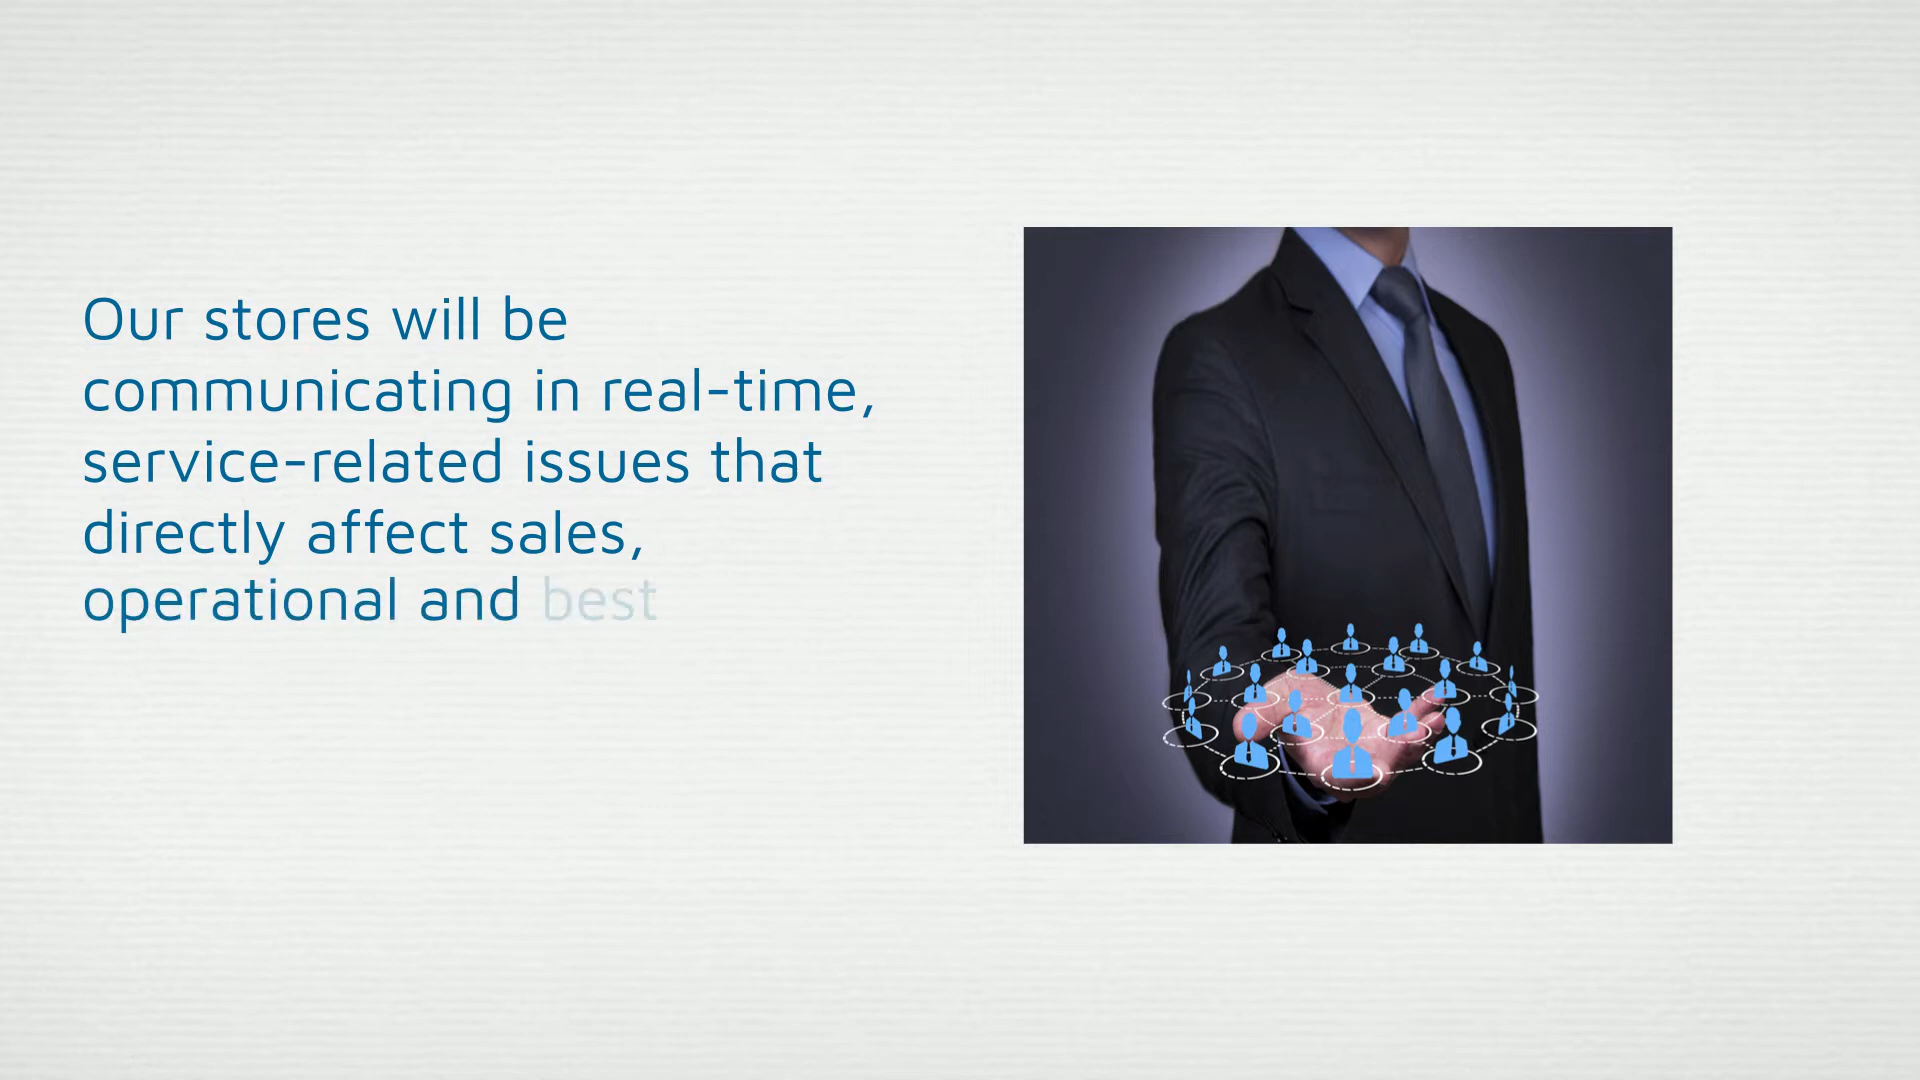 Our stores will be
communicating in real-time,
service-related issues that
directly affect sales,
operational and best